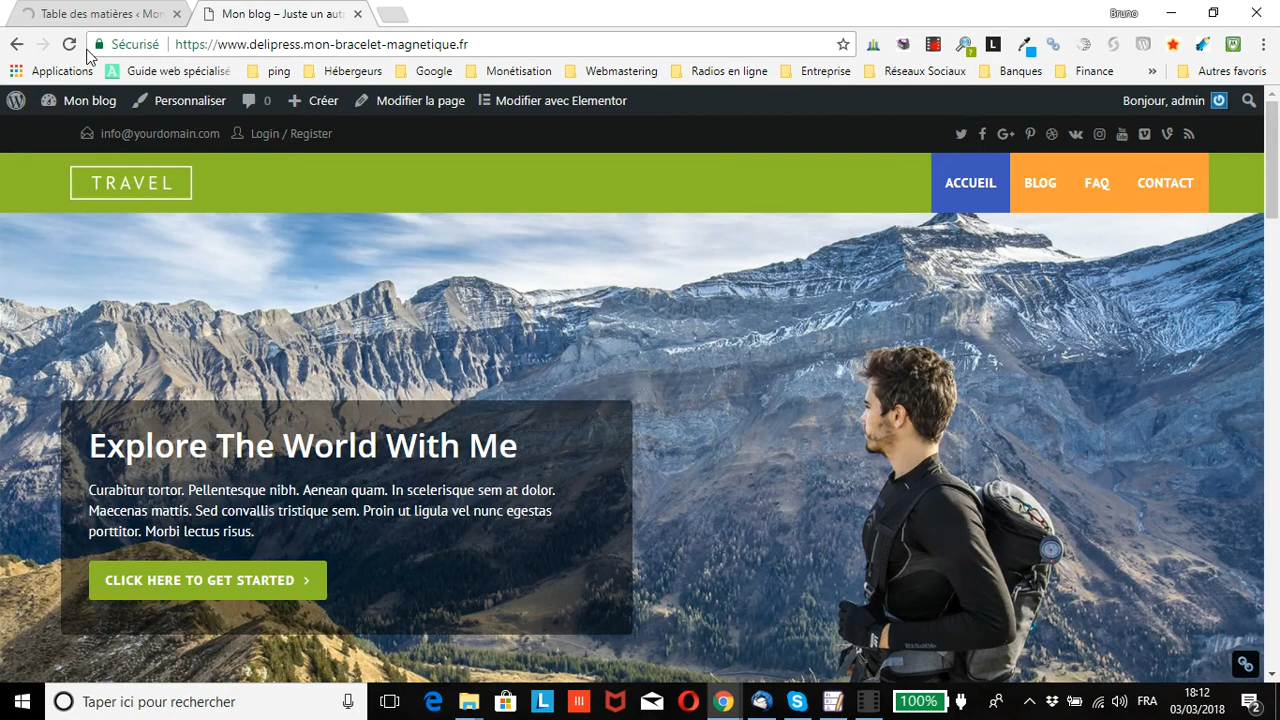 Table des matières ‹ Mon
Mon blog – Juste un aut
Bruno
Sécurisé
https://www.delipress.mon-bracelet-magnetique.fr
Applications
Guide web spécialisé
ping
Hébergeurs
Google
Monétisation
Webmastering
Radios en ligne
Entreprise
Réseaux Sociaux
Banques
Finance
»
Autres favoris
Mon blog
Personnaliser
0
Créer
Modifier la page
Modifier avec Elementor
Bonjour, admin
info@yourdomain.com
Login / Register
TRAVEL
ACCUEIL
BLOG
FAQ
CONTACT
Explore The World With Me
Curabitur tortor. Pellentesque nibh. Aenean quam. In scelerisque sem at dolor.
Maecenas mattis. Sed convallis tristique sem. Proin ut ligula vel nunc egestas
porttitor. Morbi lectus risus.
CLICK HERE TO GET STARTED
Taper ici pour rechercher
100%
FRA
18:12
03/03/2018